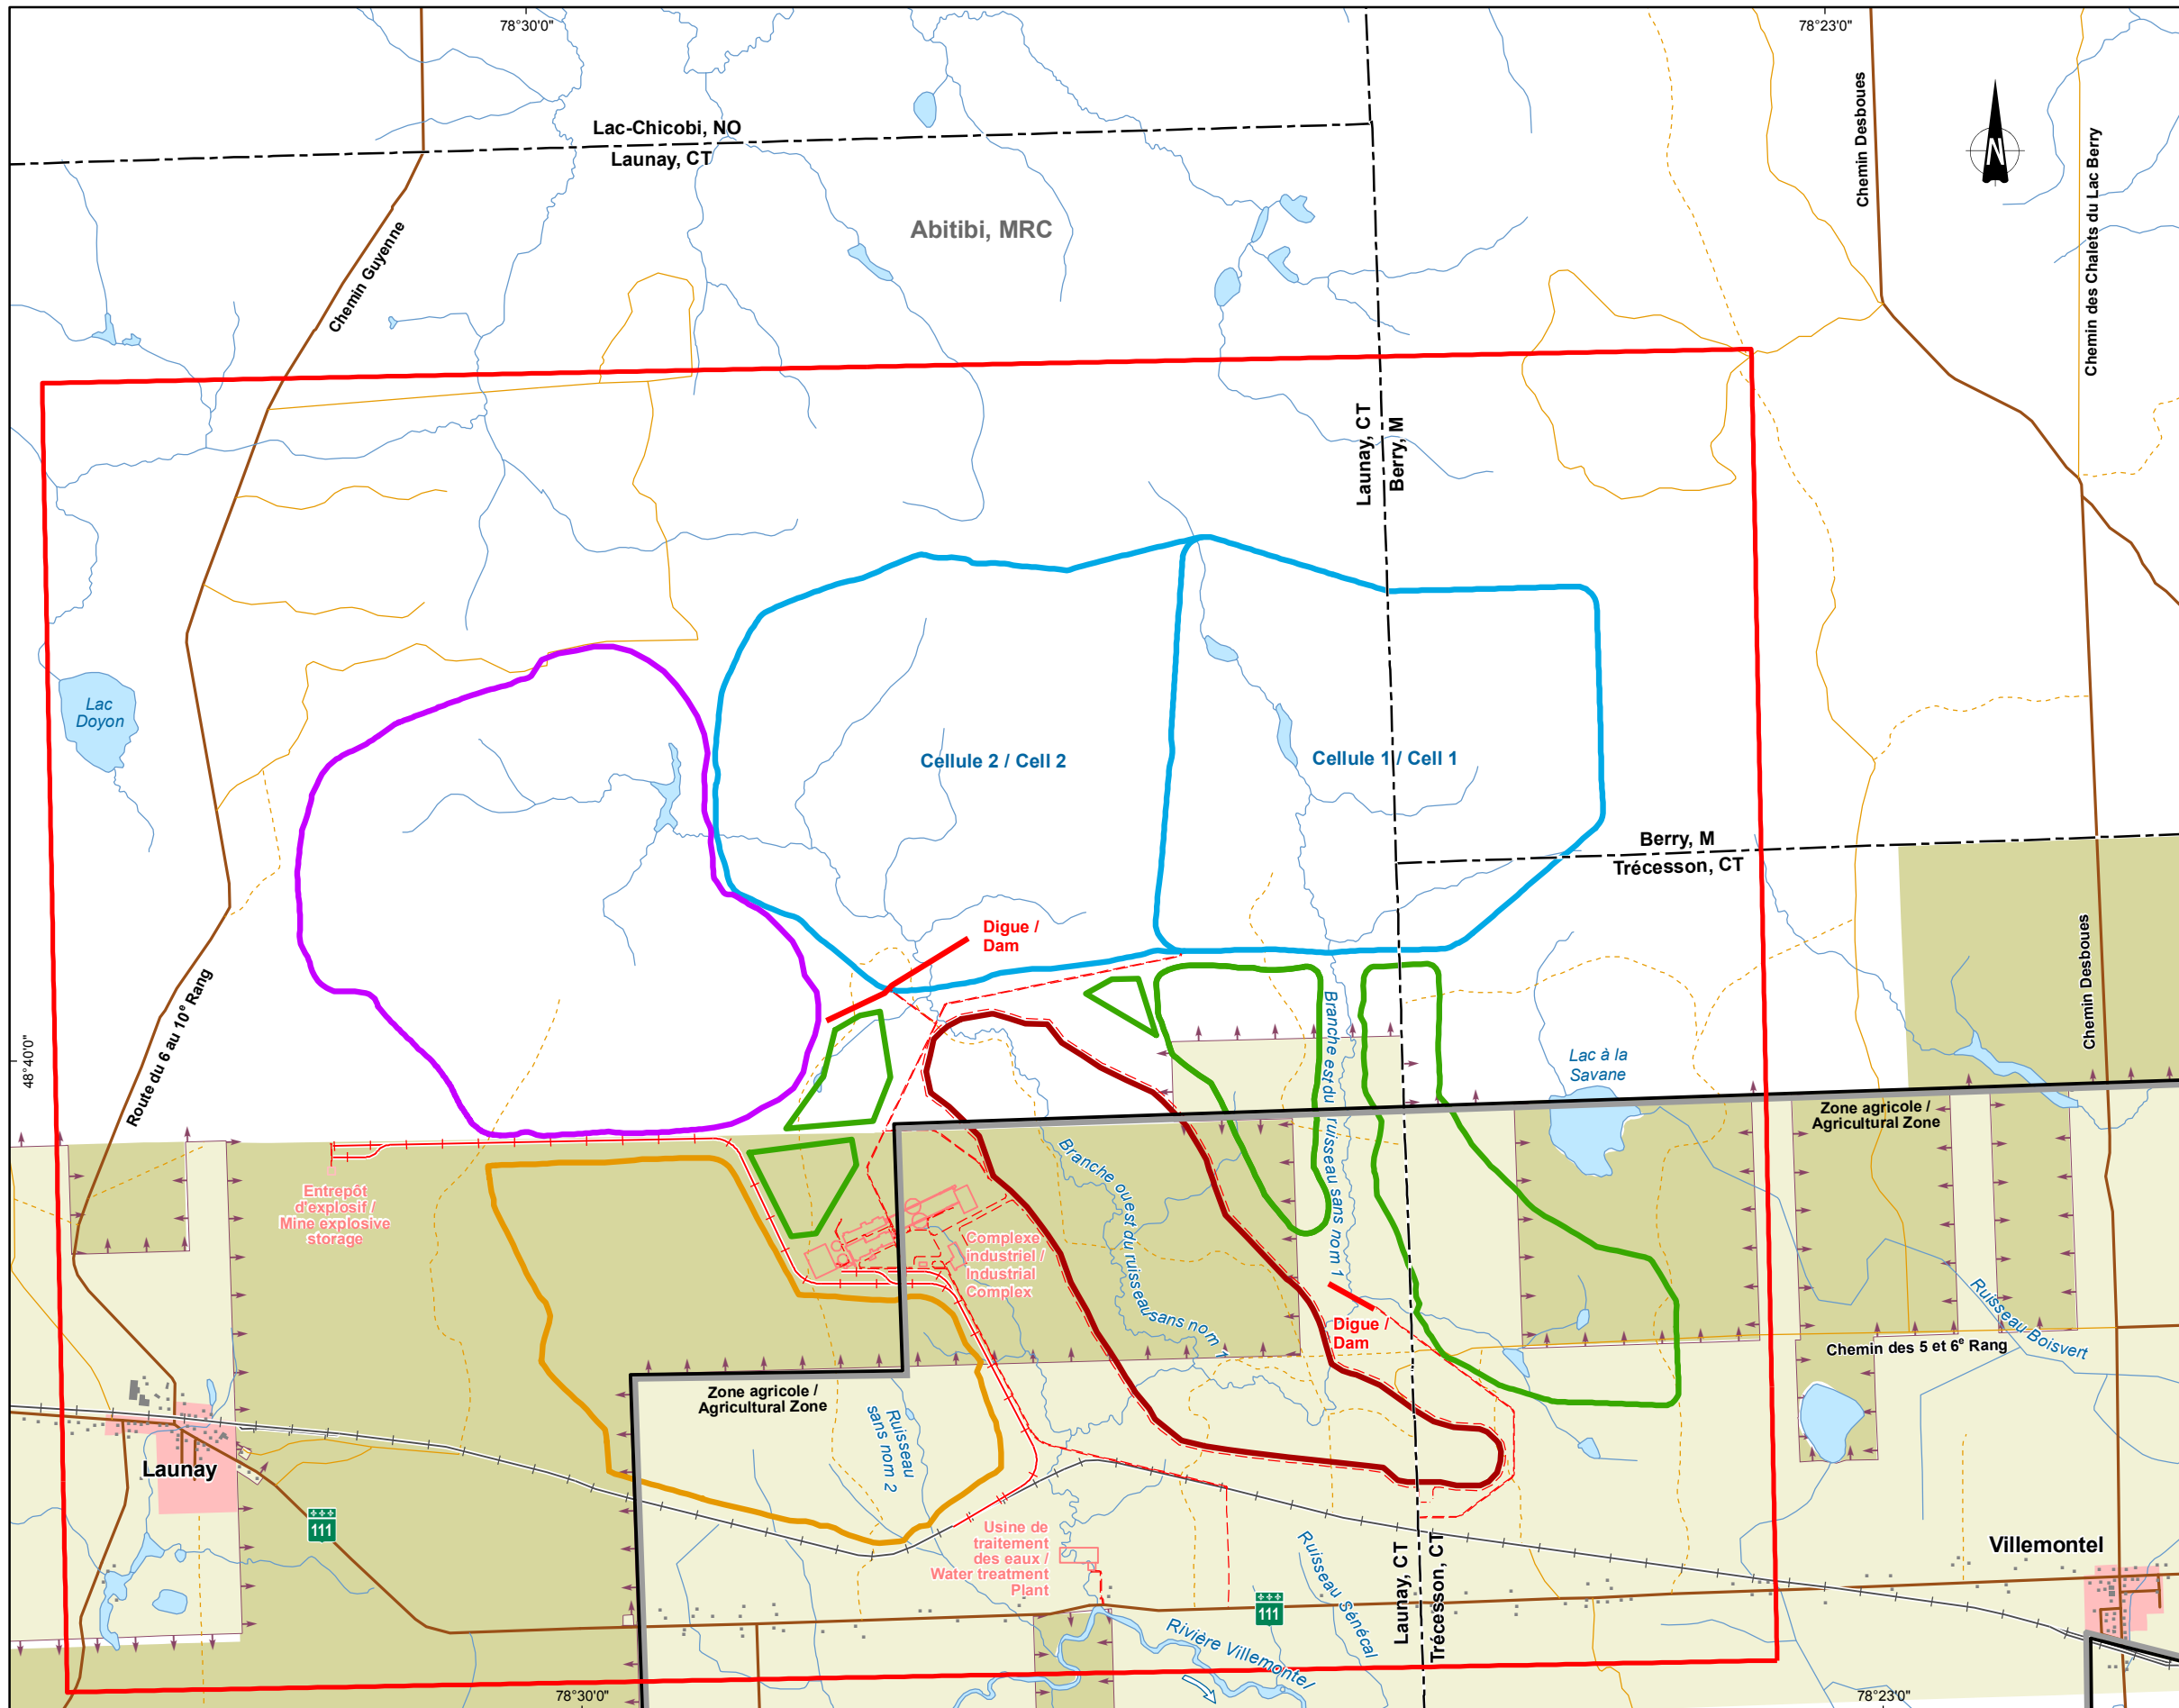 78°30'0"
78°23'0"
Lac-Chicobi, NO
Launay, CT
Abitibi, MRC
Chemin Guyenne
Chemin Desboues
Chemin des Chalets du Lac Berry
N
Launay, CT
Berry, M
Lac
Doyon
Cellule 2 / Cell 2
Cellule 1 / Cell 1
Berry, M
Trécesson, CT
Digue /
Dam
Chemin Desboues
Route du 6 au 10e Rang
48°40'0"
Branche est du ruisseau sans nom 1
Lac à la
Savane
Zone agricole /
Agricultural Zone
Branche ouest du ruisseau sans nom 1
Entrepôt
d'explosif /
Mine explosive
storage
Complexe
industriel /
Industrial
Complex
Digue /
Dam
Ruisseau Boisvert
Chemin des 5 et 6e Rang
Zone agricole /
Agricultural Zone
Ruisseau
sans nom 2
Launay
111
Usine de
traitement
des eaux /
Water treatment
Plant
Ruisseau Sénécal
Launay, CT
Trécesson, CT
Villemontel
111
Rivière Villemontel
78°30'0"
78°23'0"